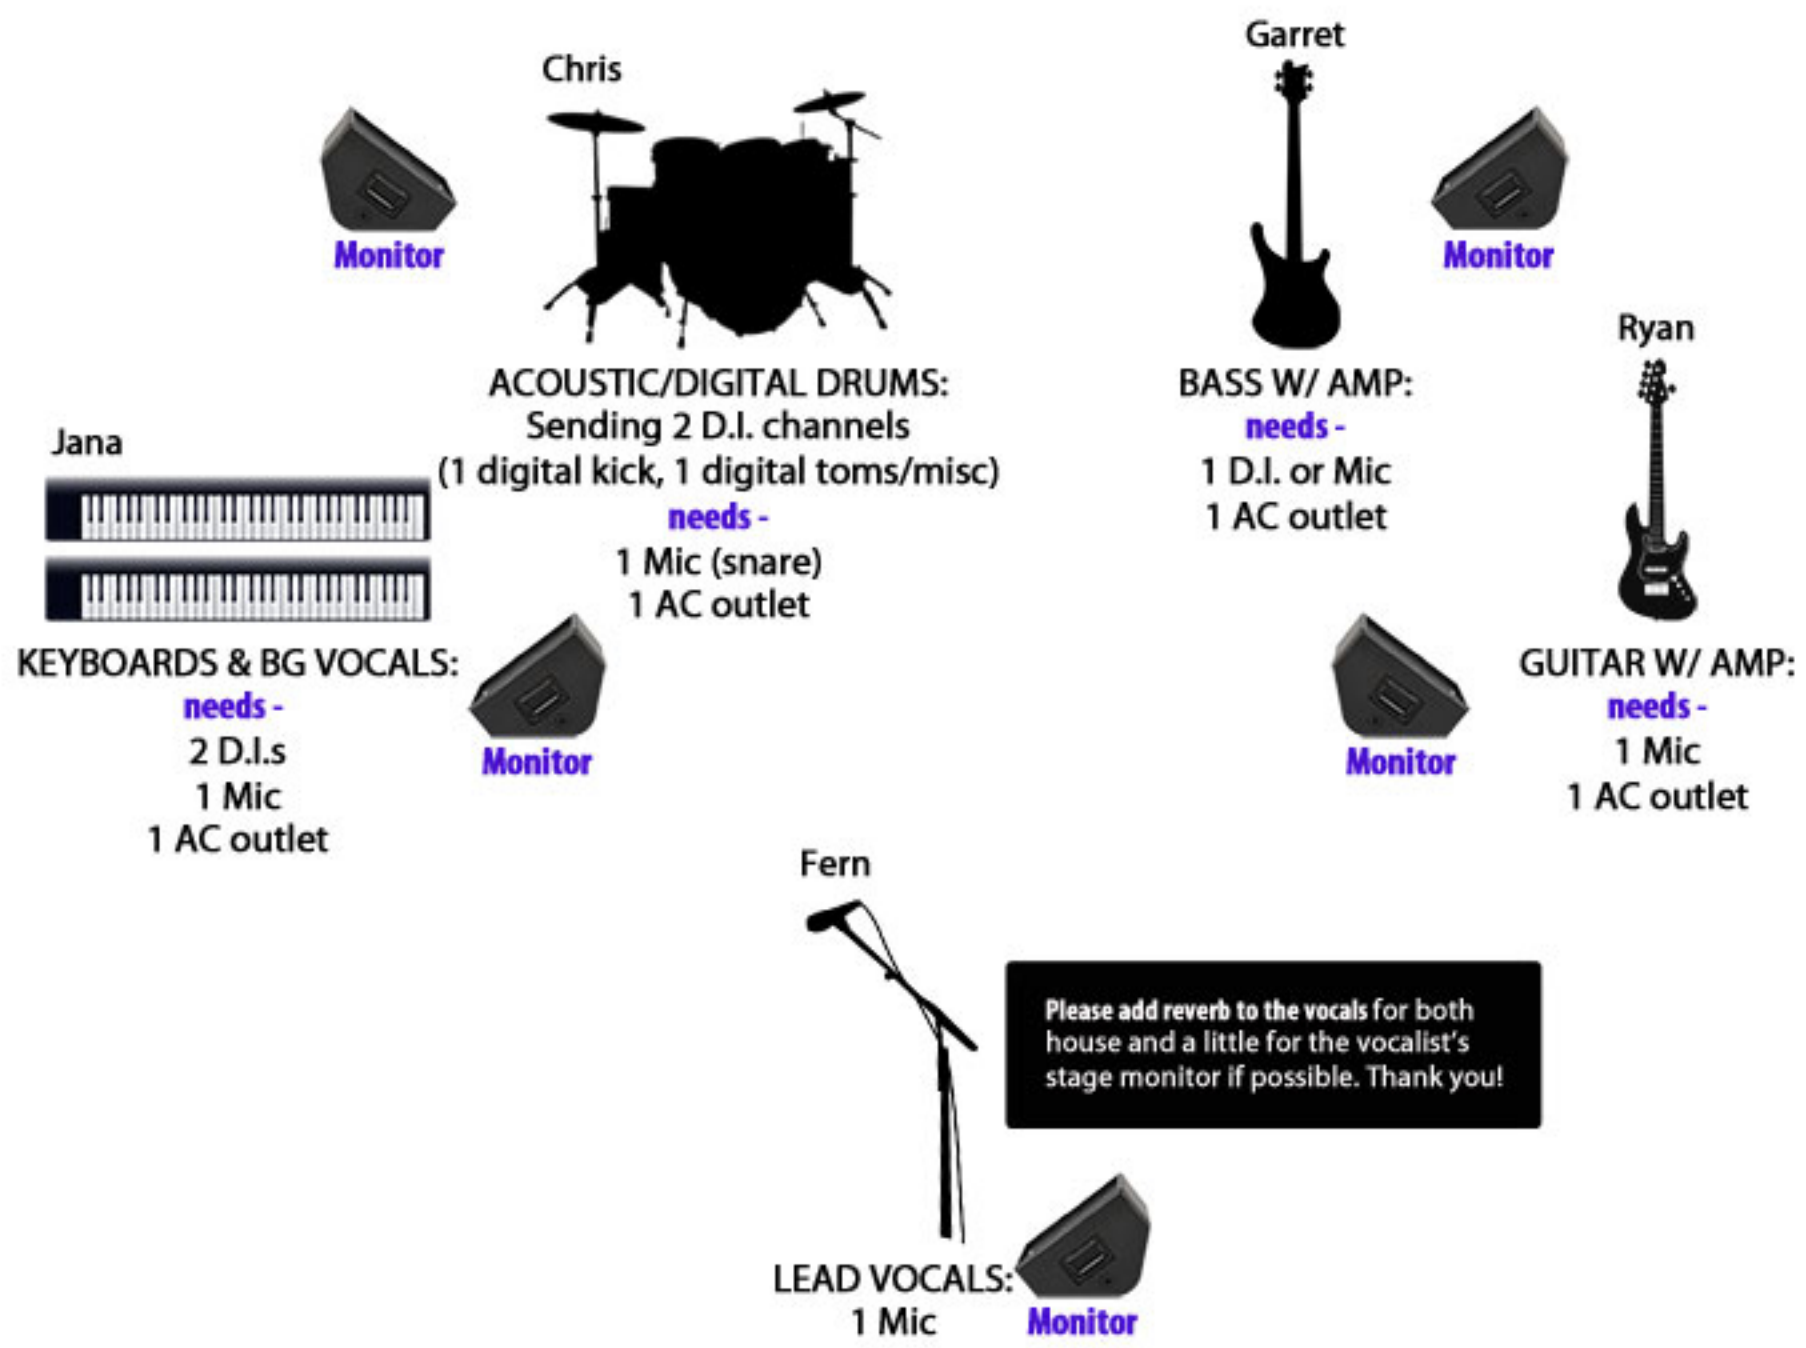 Garret
Chris
Monitor
Monitor
Ryan
ACOUSTIC/DIGITAL DRUMS:
Sending 2 D.I. channels
(1 digital kick, 1 digital toms/misc)
needs -
1 Mic (snare)
1 AC outlet
BASS W/ AMP:
needs -
1 D.I. or Mic
1 AC outlet
Jana
KEYBOARDS & BG VOCALS:
needs -
2 D.I.s
1 Mic
1 AC outlet
Monitor
Monitor
GUITAR W/ AMP:
needs -
1 Mic
1 AC outlet
Fern
Please add reverb to the vocals for both
house and a little for the vocalist's
stage monitor if possible. Thank you!
LEAD VOCALS:
1 Mic
Monitor